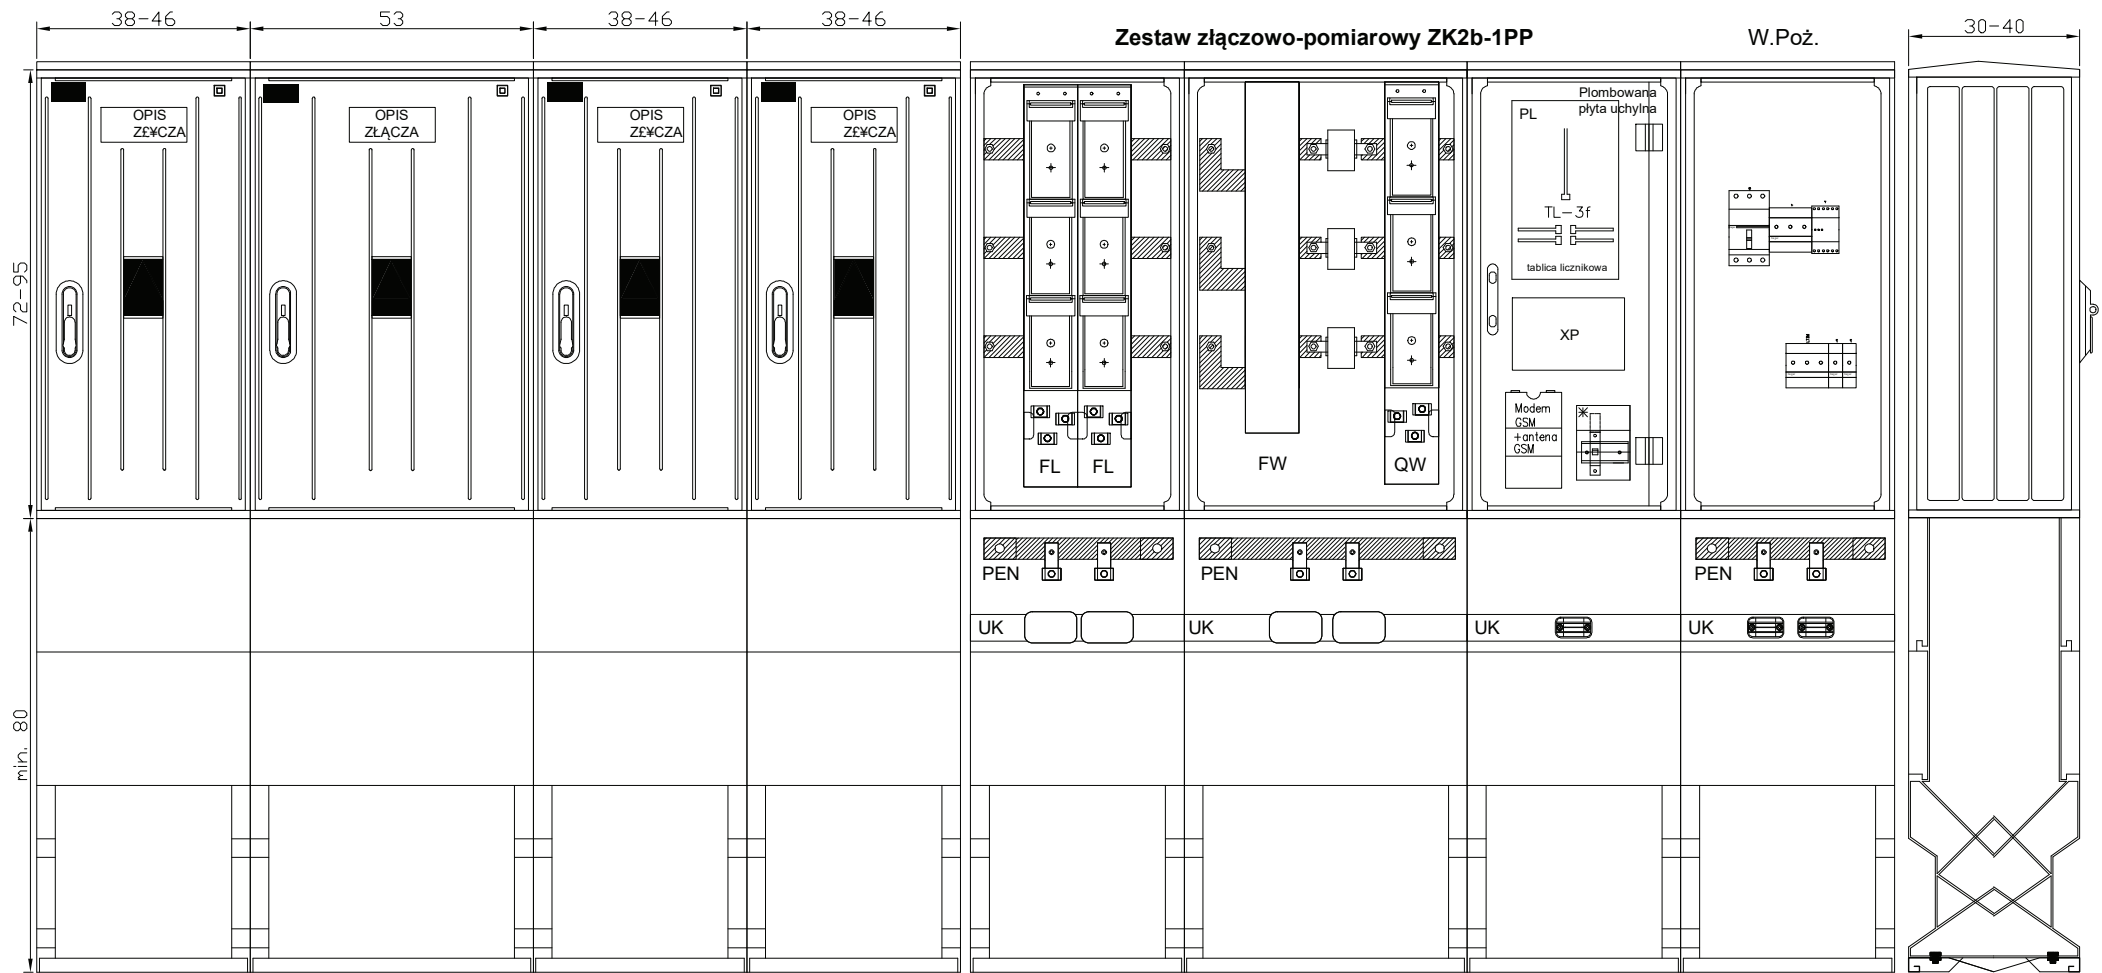 38-46
53
38-46
38-46
Zestaw złączowo-pomiarowy ZK2b-1PP
W.Poż.
30-40
72-95
min. 80
OPIS
Z£¥CZA
OPIS
ZŁĄCZA
OPIS
Z£¥CZA
OPIS
Z£¥CZA
FL
FL
FW
QW
Plombowana
płyta uchylna
PL
TL-3f
tablica licznikowa
XP
Modem
GSM
+antena
GSM
PEN
PEN
PEN
UK
UK
UK
UK